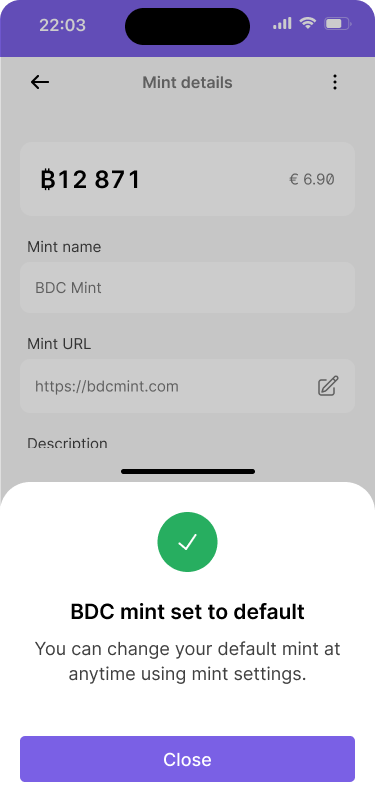 22:03
Mint details
₿12 871
€ 6.90
Mint name
BDC Mint
Mint URL
https://bdcmint.com
Description
BDC mint set to default
You can change your default mint at
anytime using mint settings.
Close